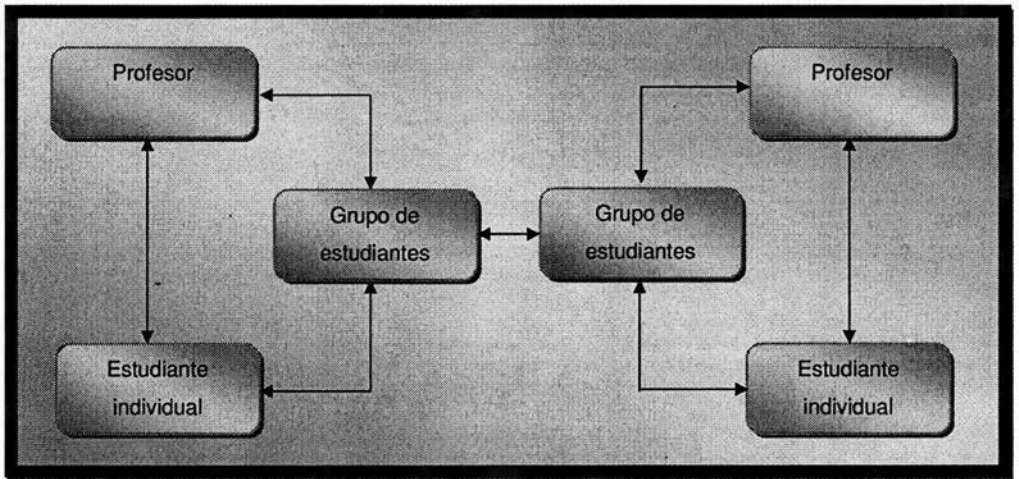 Profesor
Profesor
Grupo de
estudiantes
Grupo de
estudiantes
Estudiante
individual
Estudiante
individual